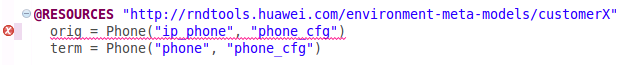 @RESOURCES "http://rndtools.huawei.com/environment-meta-models/customerX"
orig = Phone("ip_phone", "phone_cfg")
term = Phone("phone", "phone_cfg")